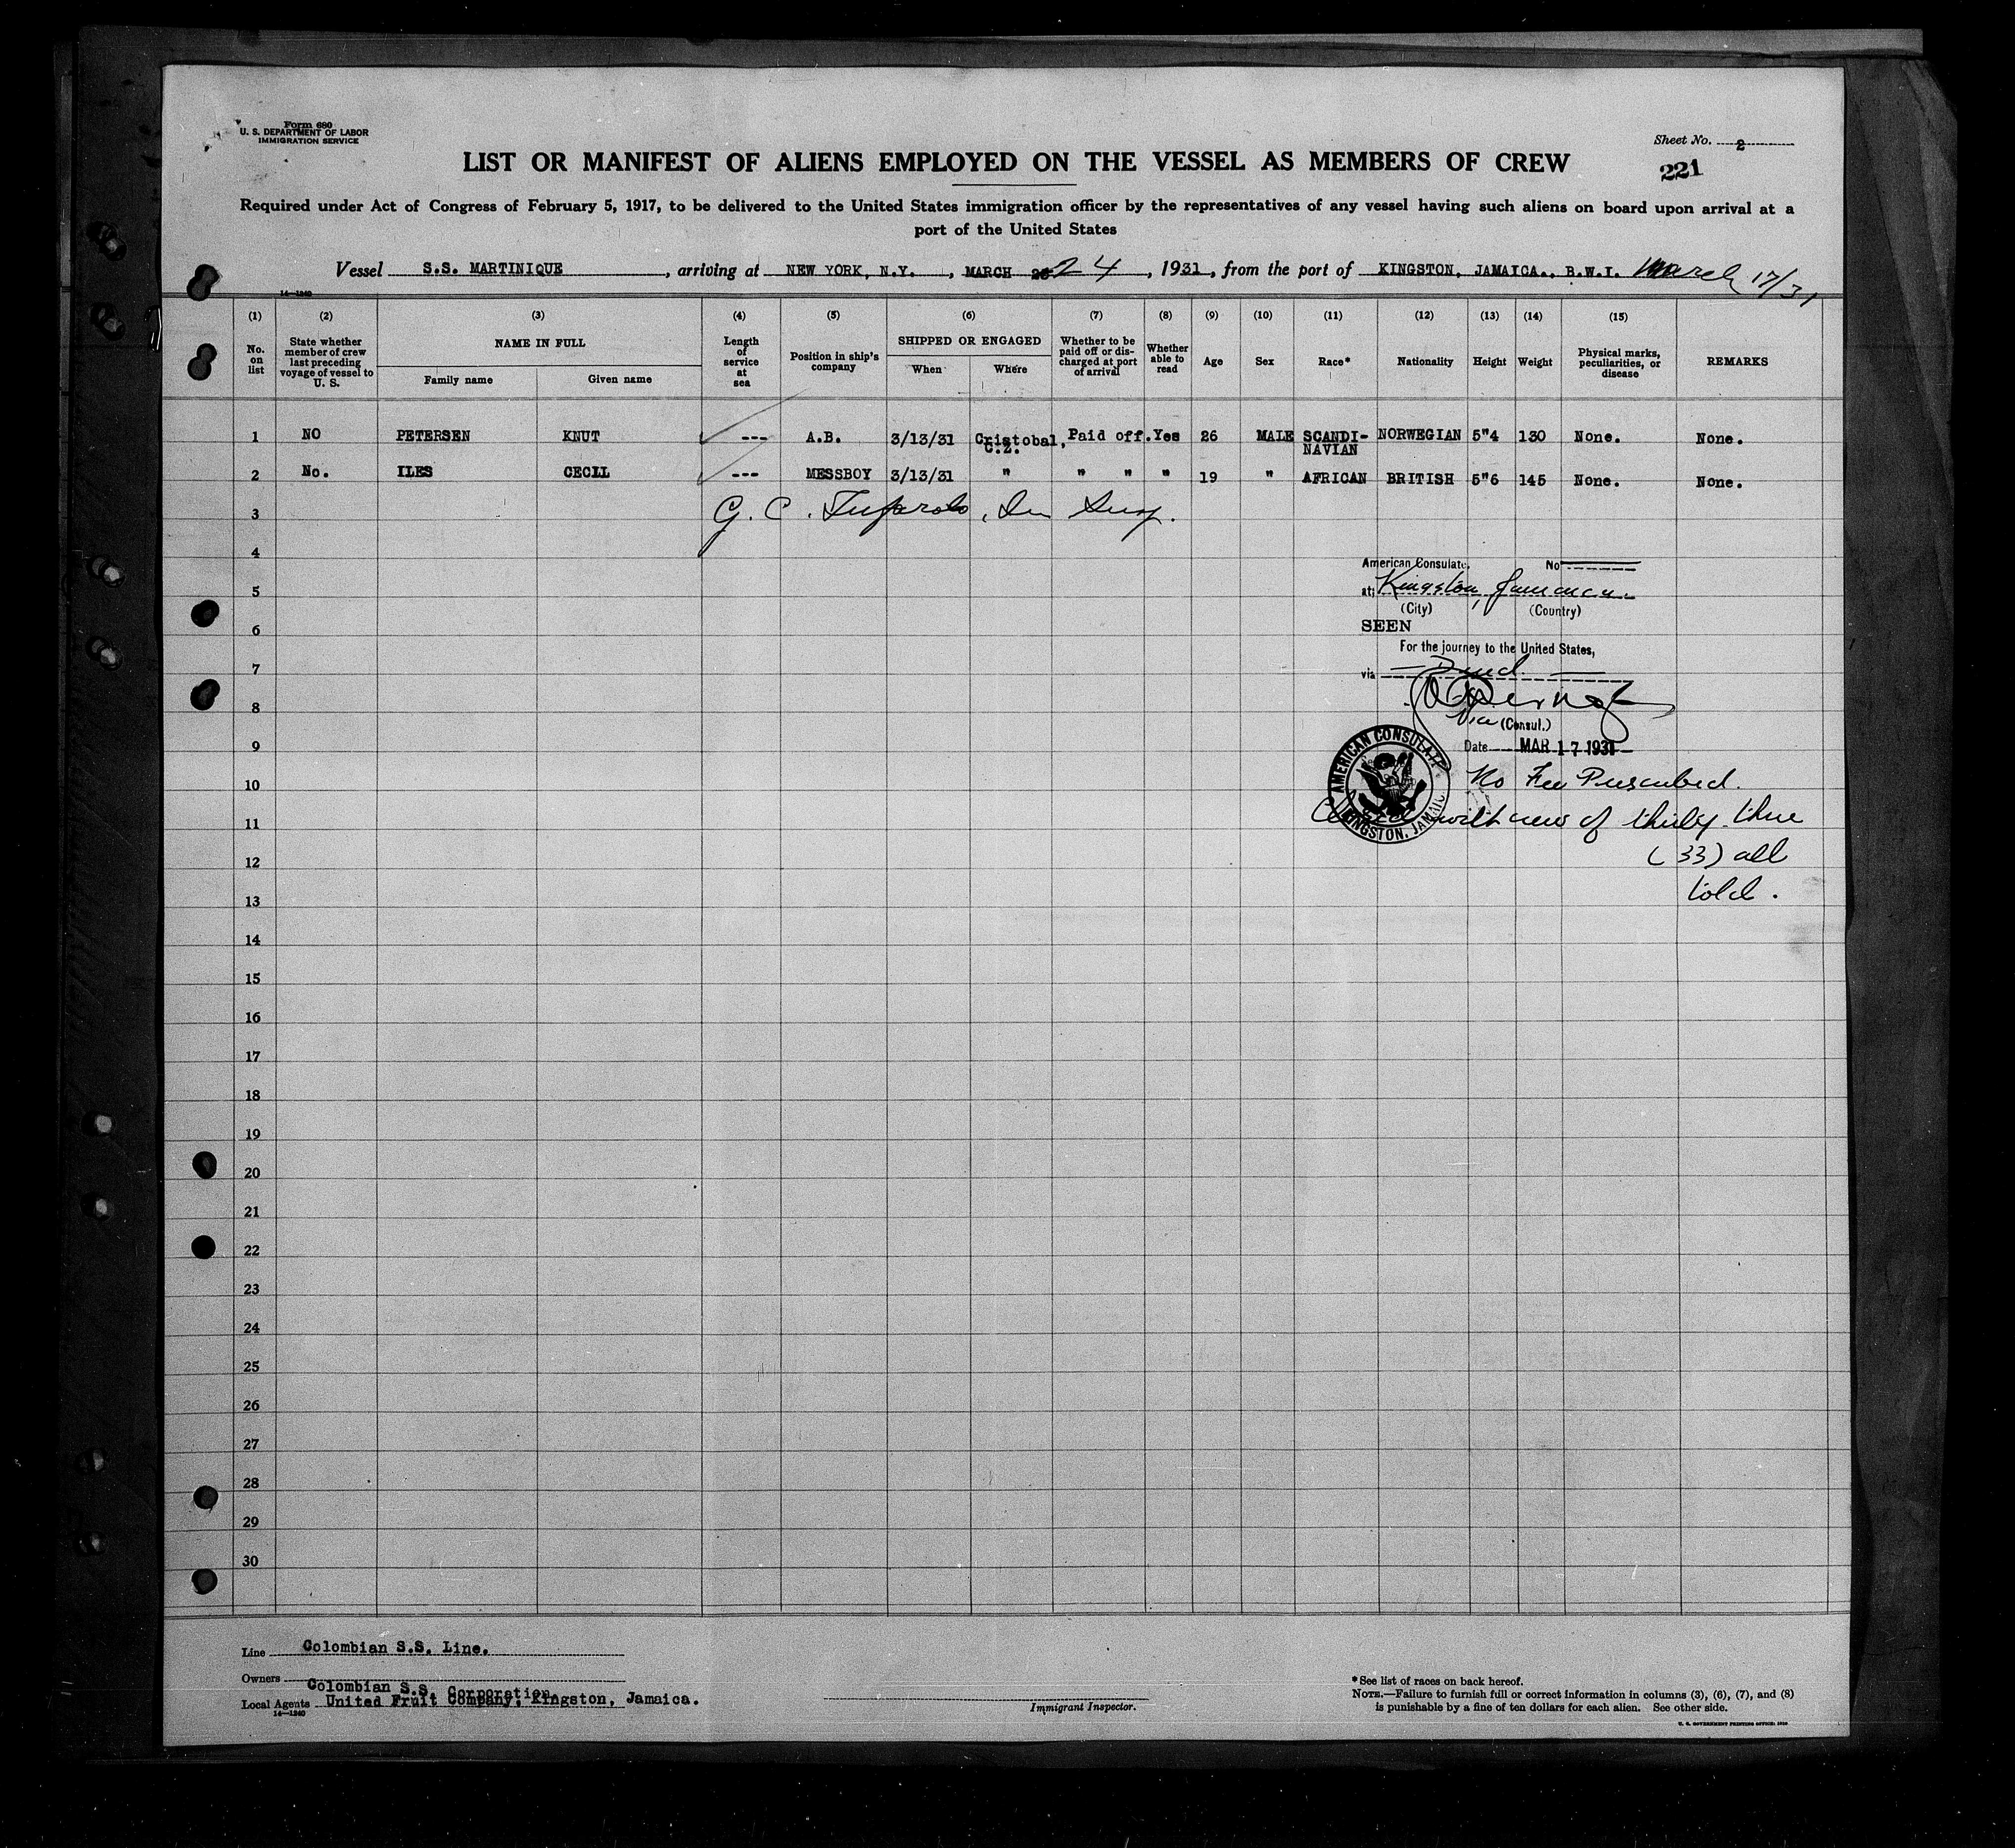 Form 680
U. S. DEPARTMENT OF LABOR
IMMIGRATION SERVICE
Sheet No. 2
221
LIST OR MANIFEST OF ALIENS EMPLOYED ON THE VESSEL AS MEMBERS OF CREW
Required under Act of Congress of February 5, 1917, to be delivered to the United States immigration officer by the representatives of any vessel having such aliens on board upon arrival at a
port of the United States
Vessel S.S. MARTINIQUE, arriving at NEW YORK, N.Y., MARCH 24, 1931, from the port of KINGSTON, JAMAICA., B.W.I. March 17/31
14—1240
(1) (2) (3) (4) (5) (6) (7) (8) (9) (10) (11) (12) (13) (14) (15)
No. on list
State whether member of crew last preceding voyage of vessel to U. S.
NAME IN FULL
Family name
Given name
Length of service at sea
Position in ship's company
SHIPPED OR ENGAGED
When
Where
Whether to be paid off or discharged at port of arrival
Whether able to read
Age
Sex
Race*
Nationality
Height
Weight
Physical marks, peculiarities, or disease
REMARKS
1 NO PETERSEN KNUT --- A.B. 3/13/31 Cristobal, C.Z. Paid off. Yes 26 MALE SCANDI-NAVIAN NORWEGIAN 5"4 130 None. None.
2 No. ILES CECIL --- MESSBOY 3/13/31 " " " " 19 " AFRICAN BRITISH 5"6 145 None. None.
3 G. C.
4
American Consulate, No
5
at Kingston, Jamaica
(City) (Country)
6
SEEN
For the journey to the United States,
7
via
8
Vice (Consul.)
9
Date MAR 17 1931
AMERICAN CONSULATE
KINGSTON, JAMAICA
10
No Fee Prescribed.
11
with crew of thirty-three
12
(33) all
13
told.
14
15
16
17
18
19
20
21
22
23
24
25
26
27
28
29
30
Line Colombian S.S. Line.
Owners Colombian S.S. Corporation.
Local Agents United Fruit Company, Kingston, Jamaica.
14—1240
Immigrant Inspector.
*See list of races on back hereof.
NOTE.—Failure to furnish full or correct information in columns (3), (6), (7), and (8)
is punishable by a fine of ten dollars for each alien. See other side.